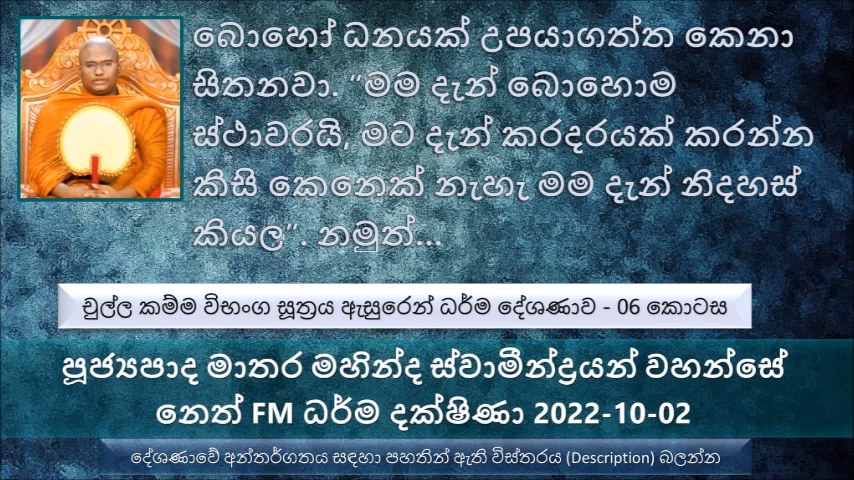 බොහෝ ධනයක් උපයාගත්ත කෙනා
සිතනවා. “මම දැන් බොහොම
ස්ථාවරයි, මට දැන් කරදරයක් කරන්න
කිසි කෙනෙක් නැහැ මම දැන් නිදහස්
කියල”. නමුත්...
චුල්ල කම්ම විභංග සූත්‍රය ඇසුරෙන් ධර්ම දේශණාව - 06 කොටස
පූජ්‍යපාද මාතර මහින්ද ස්වාමීන්ද්‍රයන් වහන්සේ
නෙත් FM ධර්ම දක්ෂිණා 2022-10-02
දේශණාවේ අන්තර්ගතය සඳහා පහතින් ඇති විස්තරය (Description) බලන්න